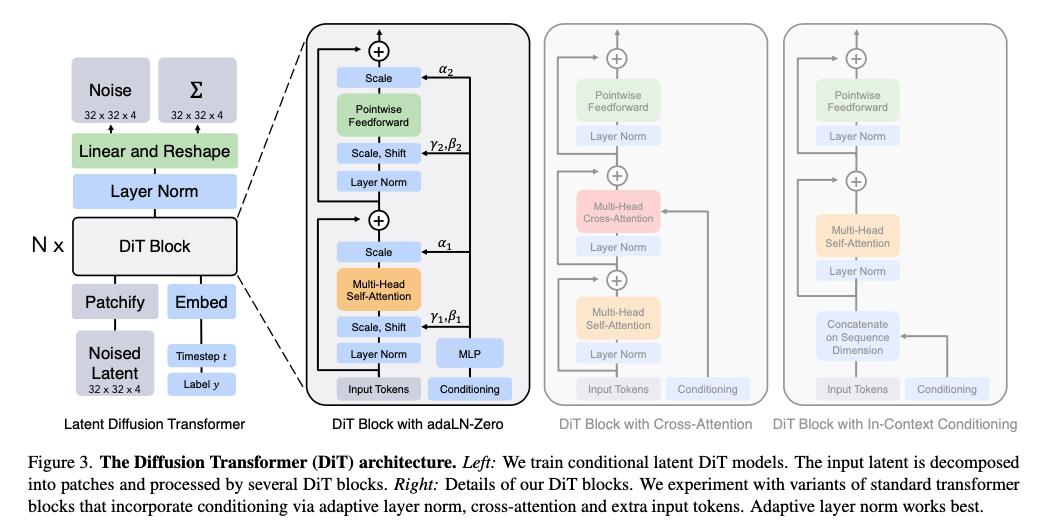 Noise
32 x 32 x 4
Σ
32 x 32 x 4
Linear and Reshape
Layer Norm
N x
DiT Block
Patchify
Embed
Noised
Latent
32 x 32 x 4
Timestep t
Label y
Latent Diffusion Transformer
+
Scale
α₂
Pointwise
Feedforward
Scale, Shift
γ₂,β₂
Layer Norm
+
Scale
α₁
Multi-Head
Self-Attention
Scale, Shift
γ₁,β₁
Layer Norm
MLP
Input Tokens
Conditioning
DiT Block with adaLN-Zero
+
Pointwise
Feedforward
Layer Norm
+
Multi-Head
Cross-Attention
Layer Norm
+
Multi-Head
Self-Attention
Layer Norm
Input Tokens
Conditioning
DiT Block with Cross-Attention
+
Pointwise
Feedforward
Layer Norm
+
Multi-Head
Self-Attention
Layer Norm
Concatenate
on Sequence
Dimension
Input Tokens
Conditioning
DiT Block with In-Context Conditioning
Figure 3. The Diffusion Transformer (DiT) architecture. Left: We train conditional latent DiT models. The input latent is decomposed
into patches and processed by several DiT blocks. Right: Details of our DiT blocks. We experiment with variants of standard transformer
blocks that incorporate conditioning via adaptive layer norm, cross-attention and extra input tokens. Adaptive layer norm works best.